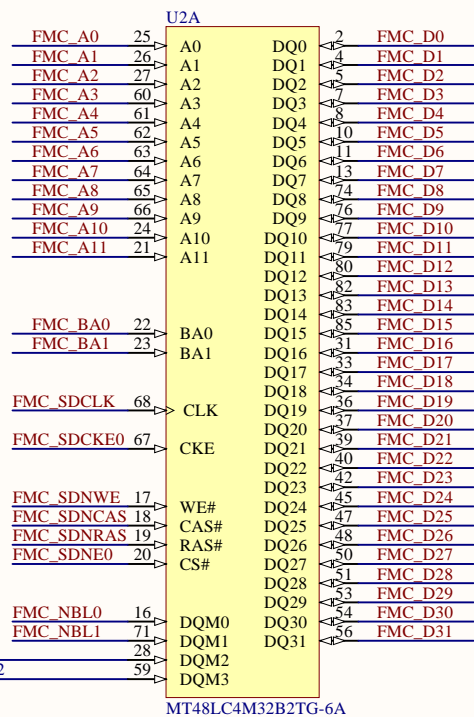 U2A
FMC_A0 25 A0 DQ0 2 FMC_D0
FMC_A1 26 A1 DQ1 4 FMC_D1
FMC_A2 27 A2 DQ2 5 FMC_D2
FMC_A3 60 A3 DQ3 7 FMC_D3
FMC_A4 61 A4 DQ4 8 FMC_D4
FMC_A5 62 A5 DQ5 10 FMC_D5
FMC_A6 63 A6 DQ6 11 FMC_D6
FMC_A7 64 A7 DQ7 13 FMC_D7
FMC_A8 65 A8 DQ8 74 FMC_D8
FMC_A9 66 A9 DQ9 76 FMC_D9
FMC_A10 24 A10 DQ10 77 FMC_D10
FMC_A11 21 A11 DQ11 79 FMC_D11
DQ12 80 FMC_D12
DQ13 82 FMC_D13
DQ14 83 FMC_D14
FMC_BA0 22 BA0 DQ15 85 FMC_D15
FMC_BA1 23 BA1 DQ16 31 FMC_D16
DQ17 33 FMC_D17
DQ18 34 FMC_D18
FMC_SDCLK 68 CLK DQ19 36 FMC_D19
DQ20 37 FMC_D20
FMC_SDCKE0 67 CKE DQ21 39 FMC_D21
DQ22 40 FMC_D22
DQ23 42 FMC_D23
FMC_SDNWE 17 WE# DQ24 45 FMC_D24
FMC_SDNCAS 18 CAS# DQ25 47 FMC_D25
FMC_SDNRAS 19 RAS# DQ26 48 FMC_D26
FMC_SDNE0 20 CS# DQ27 50 FMC_D27
DQ28 51 FMC_D28
DQ29 53 FMC_D29
FMC_NBL0 16 DQM0 DQ30 54 FMC_D30
FMC_NBL1 71 DQM1 DQ31 56 FMC_D31
28 DQM2
2 59 DQM3
MT48LC4M32B2TG-6A